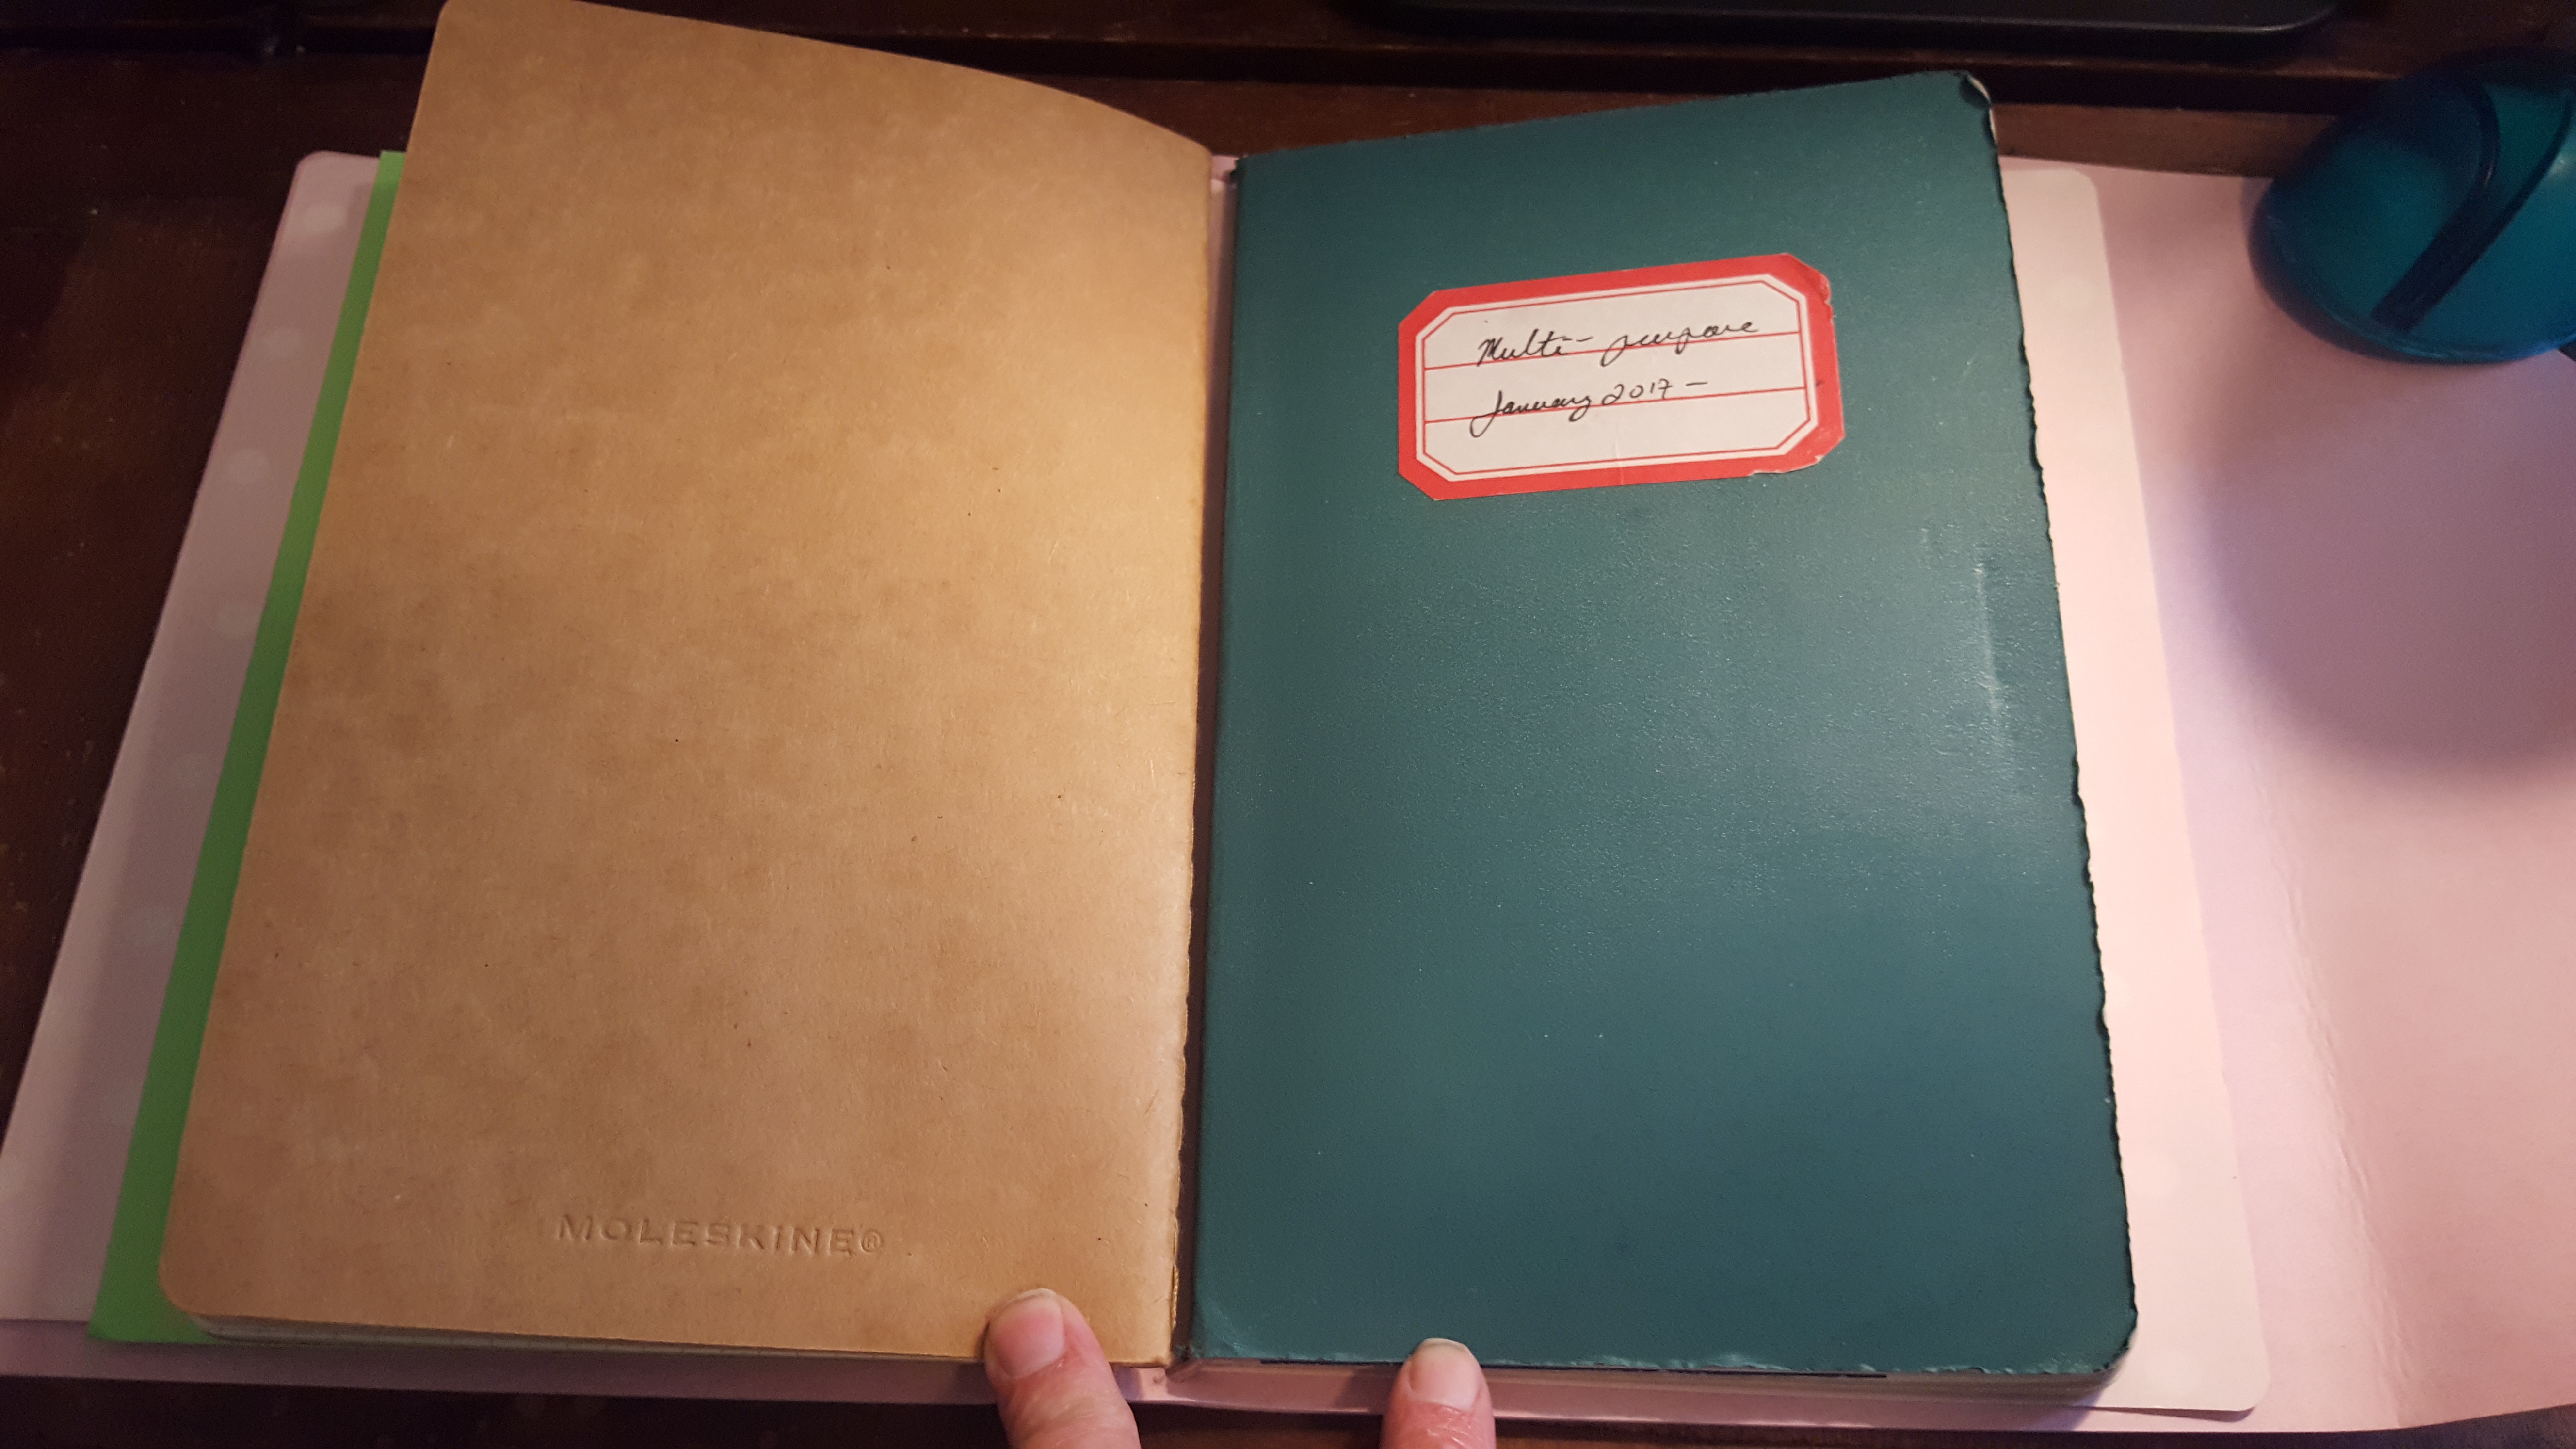 MOLESKINE®
Multi-purpose
January 2017 -